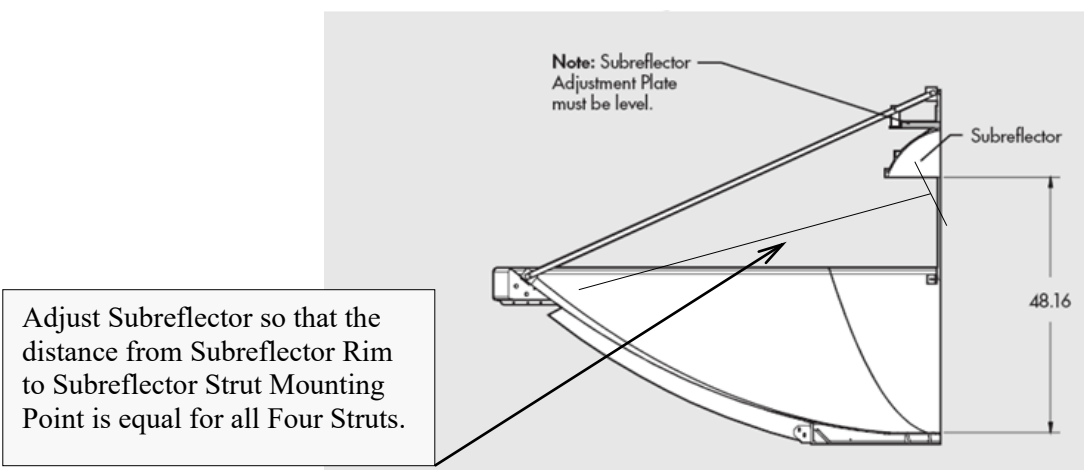 Note: Subreflector
Adjustment Plate
must be level.
Subreflector
48.16
Adjust Subreflector so that the
distance from Subreflector Rim
to Subreflector Strut Mounting
Point is equal for all Four Struts.